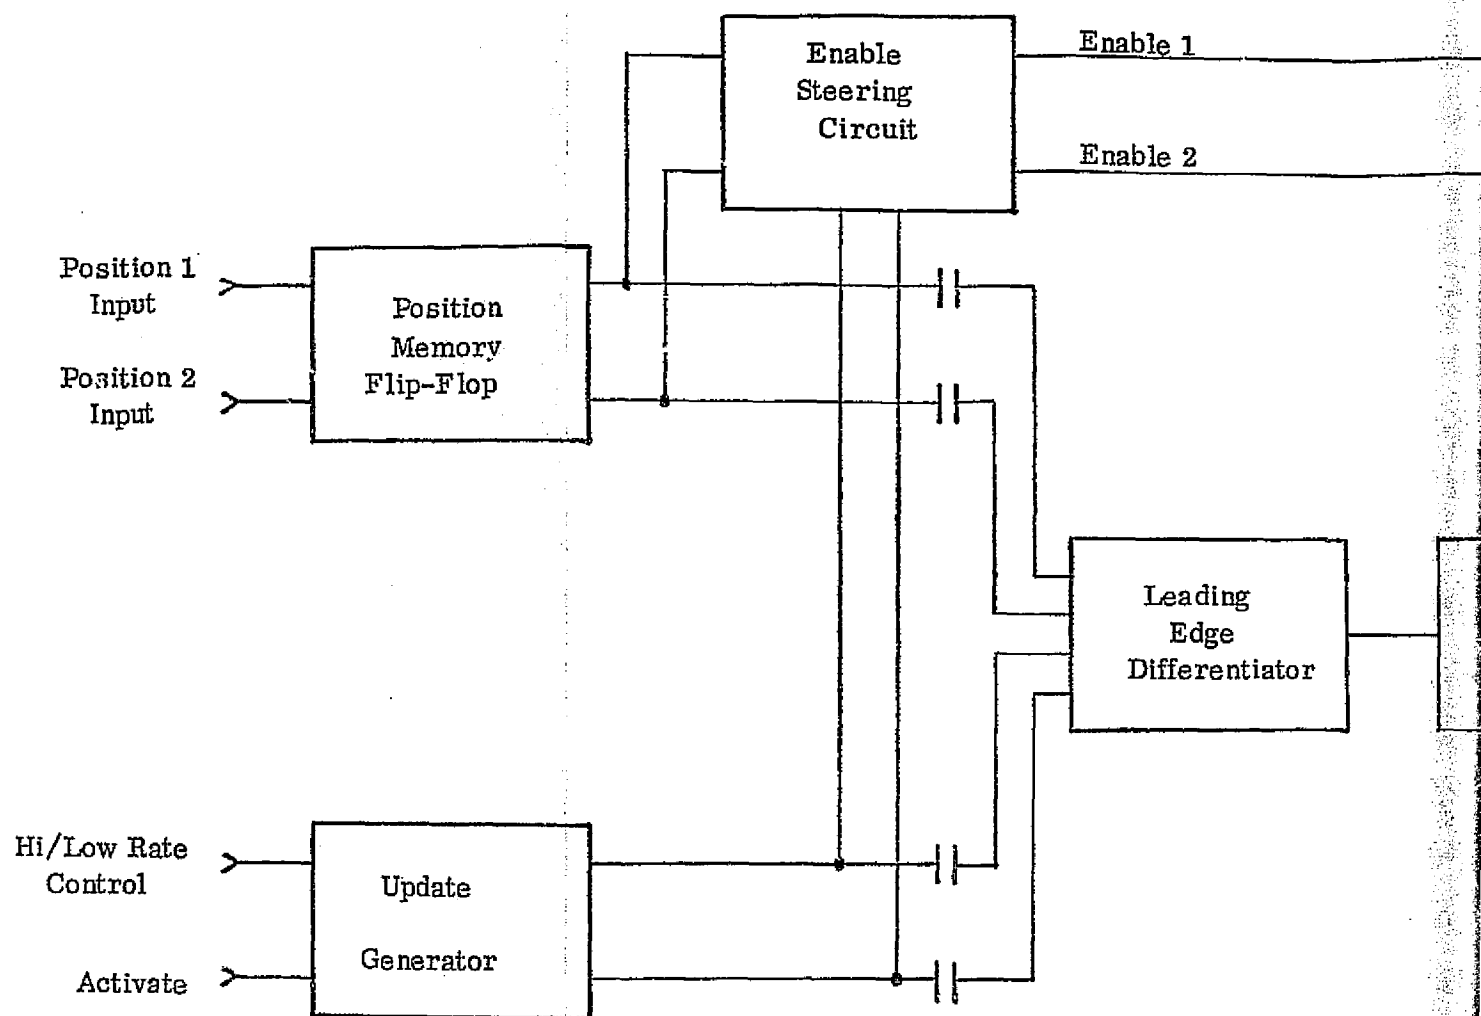 Enable
Steering
Circuit
Enable 1
Enable 2
Position 1
Input
Position 2
Input
Position
Memory
Flip-Flop
Leading
Edge
Differentiator
Hi/Low Rate
Control
Activate
Update
Generator